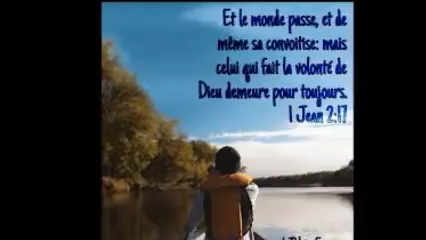 Et le monde passe, et de
même sa convoitise: mais
celui qui fait la volonté de
Dieu demeure pour toujours.
1 Jean 2:17